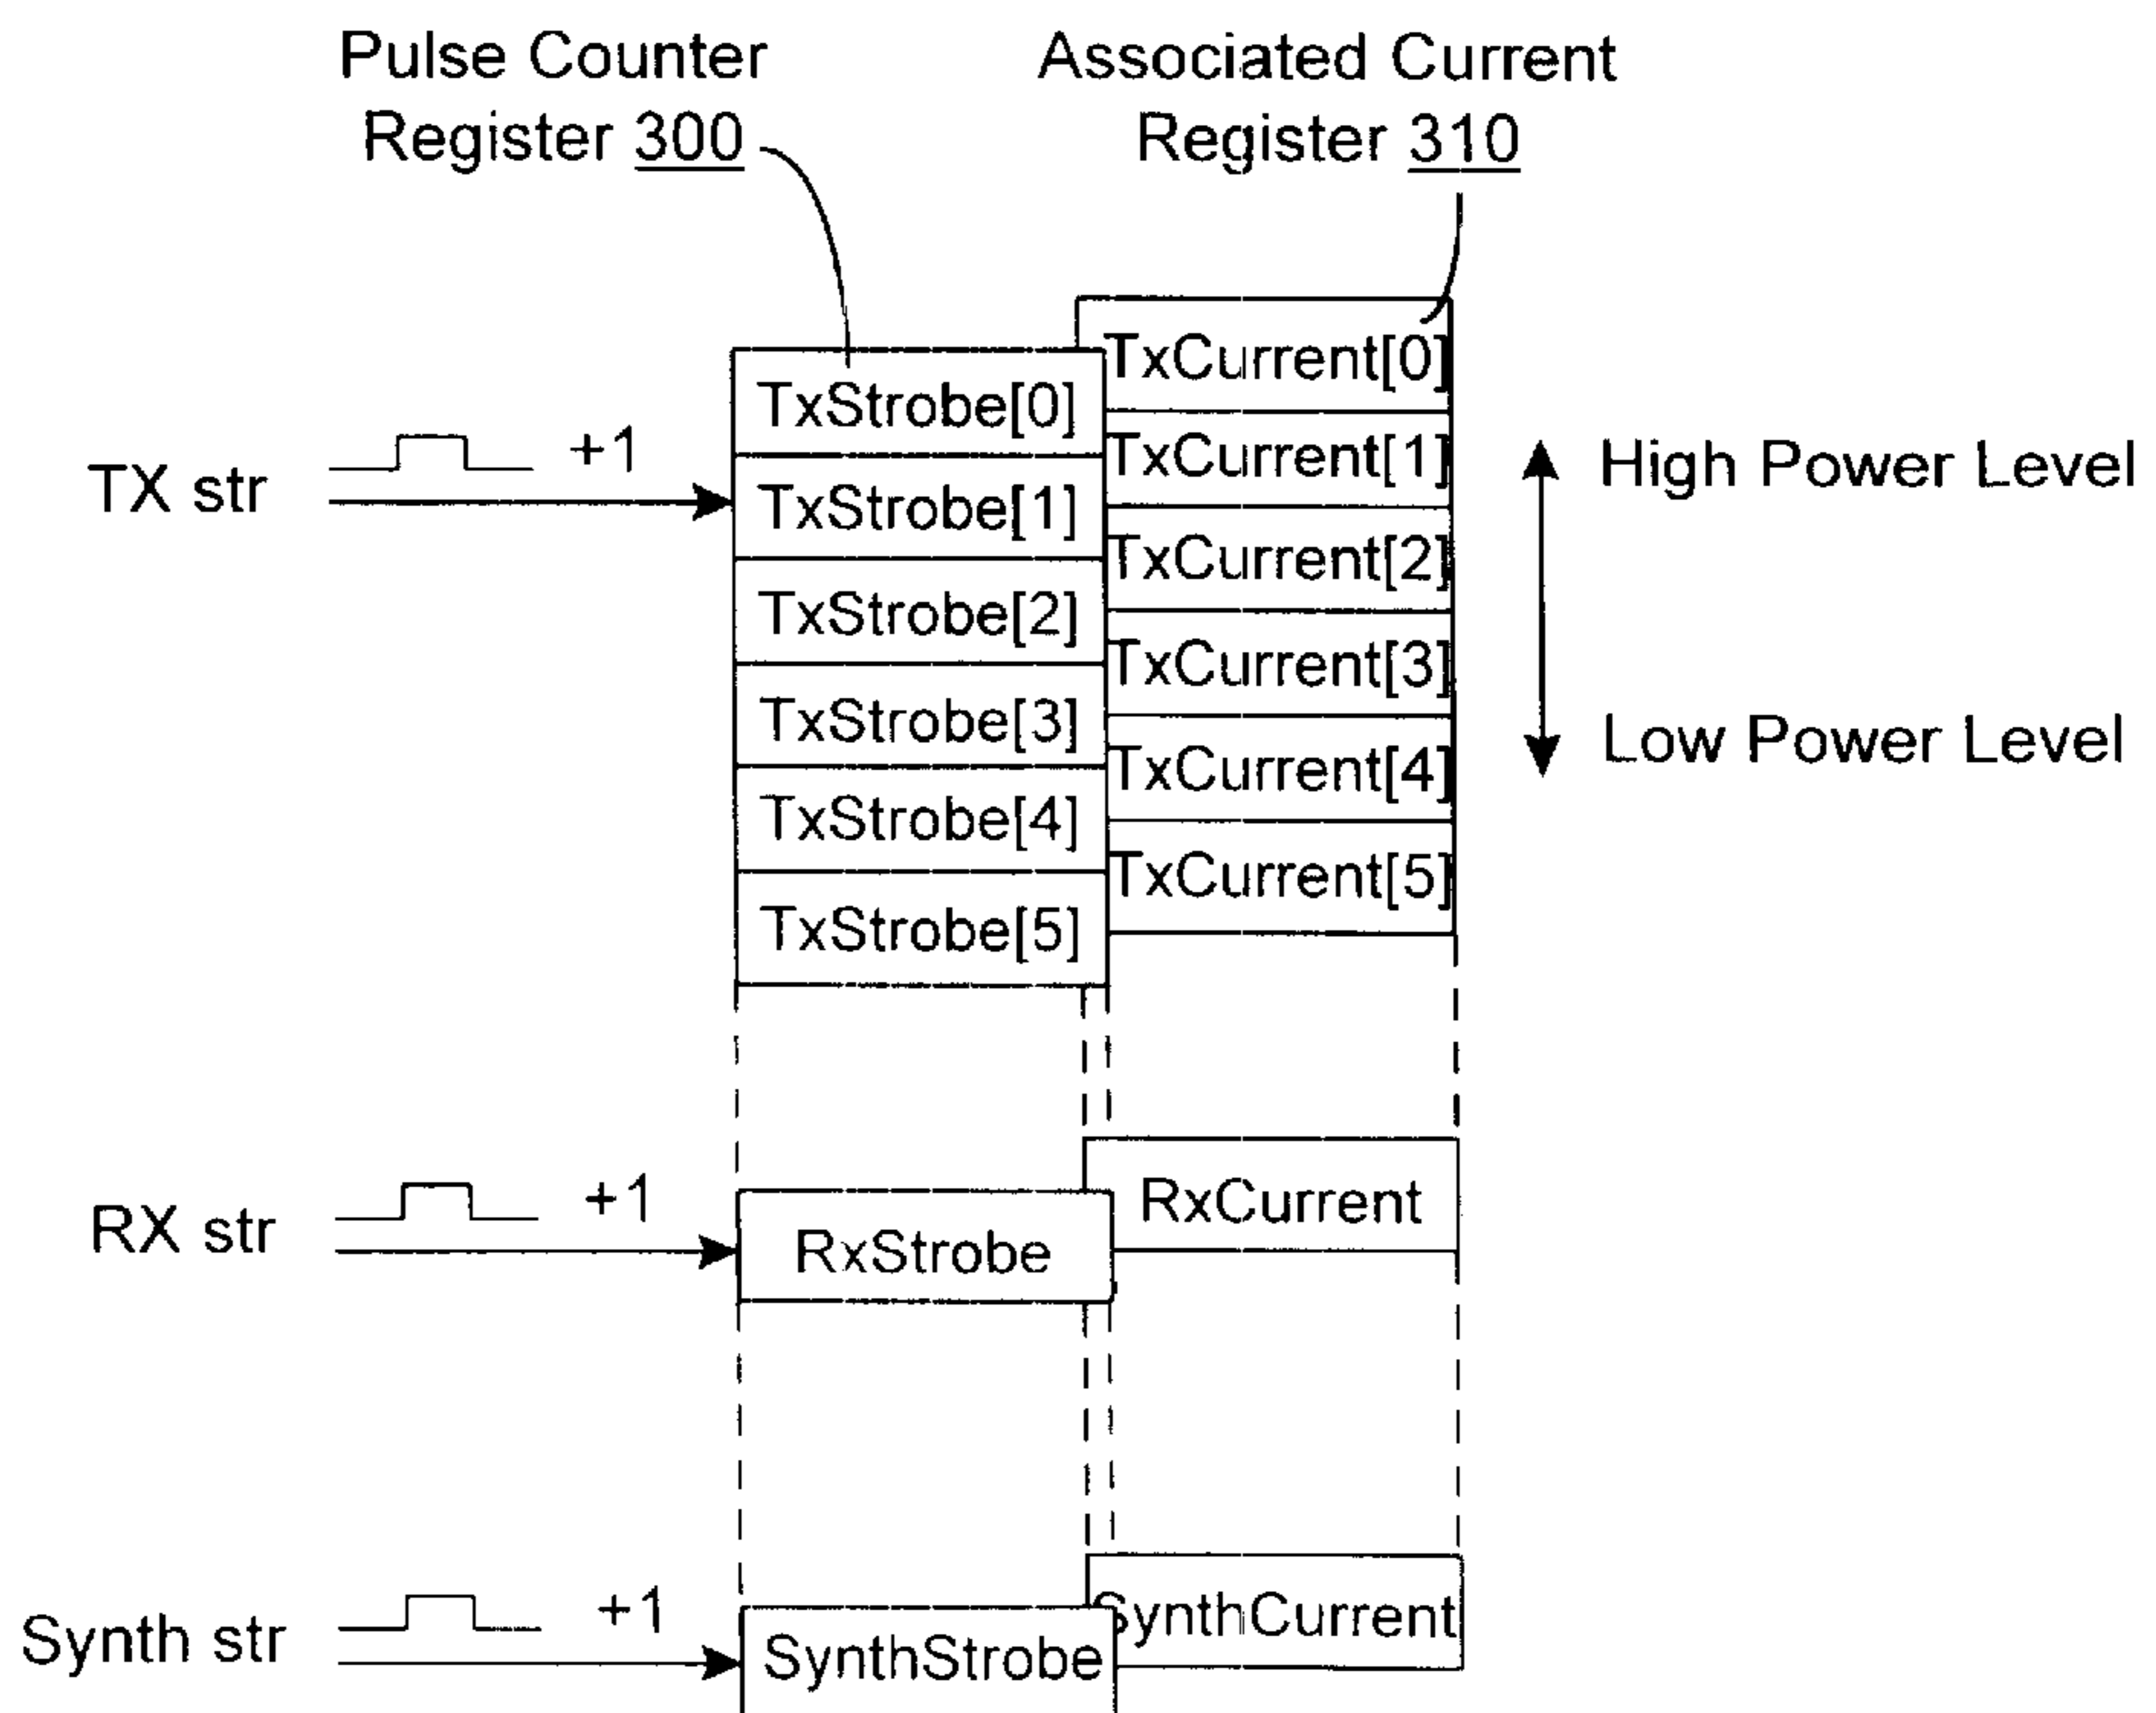 Pulse Counter
Register 300
Associated Current
Register 310
TxCurrent[0]
TxStrobe[0]
TX str
+1
TxCurrent[1]
High Power Level
TxStrobe[1]
TxCurrent[2]
TxStrobe[2]
TxCurrent[3]
TxStrobe[3]
Low Power Level
TxCurrent[4]
TxStrobe[4]
TxCurrent[5]
TxStrobe[5]
RX str
+1
RxCurrent
RxStrobe
Synth str
+1
SynthCurrent
SynthStrobe